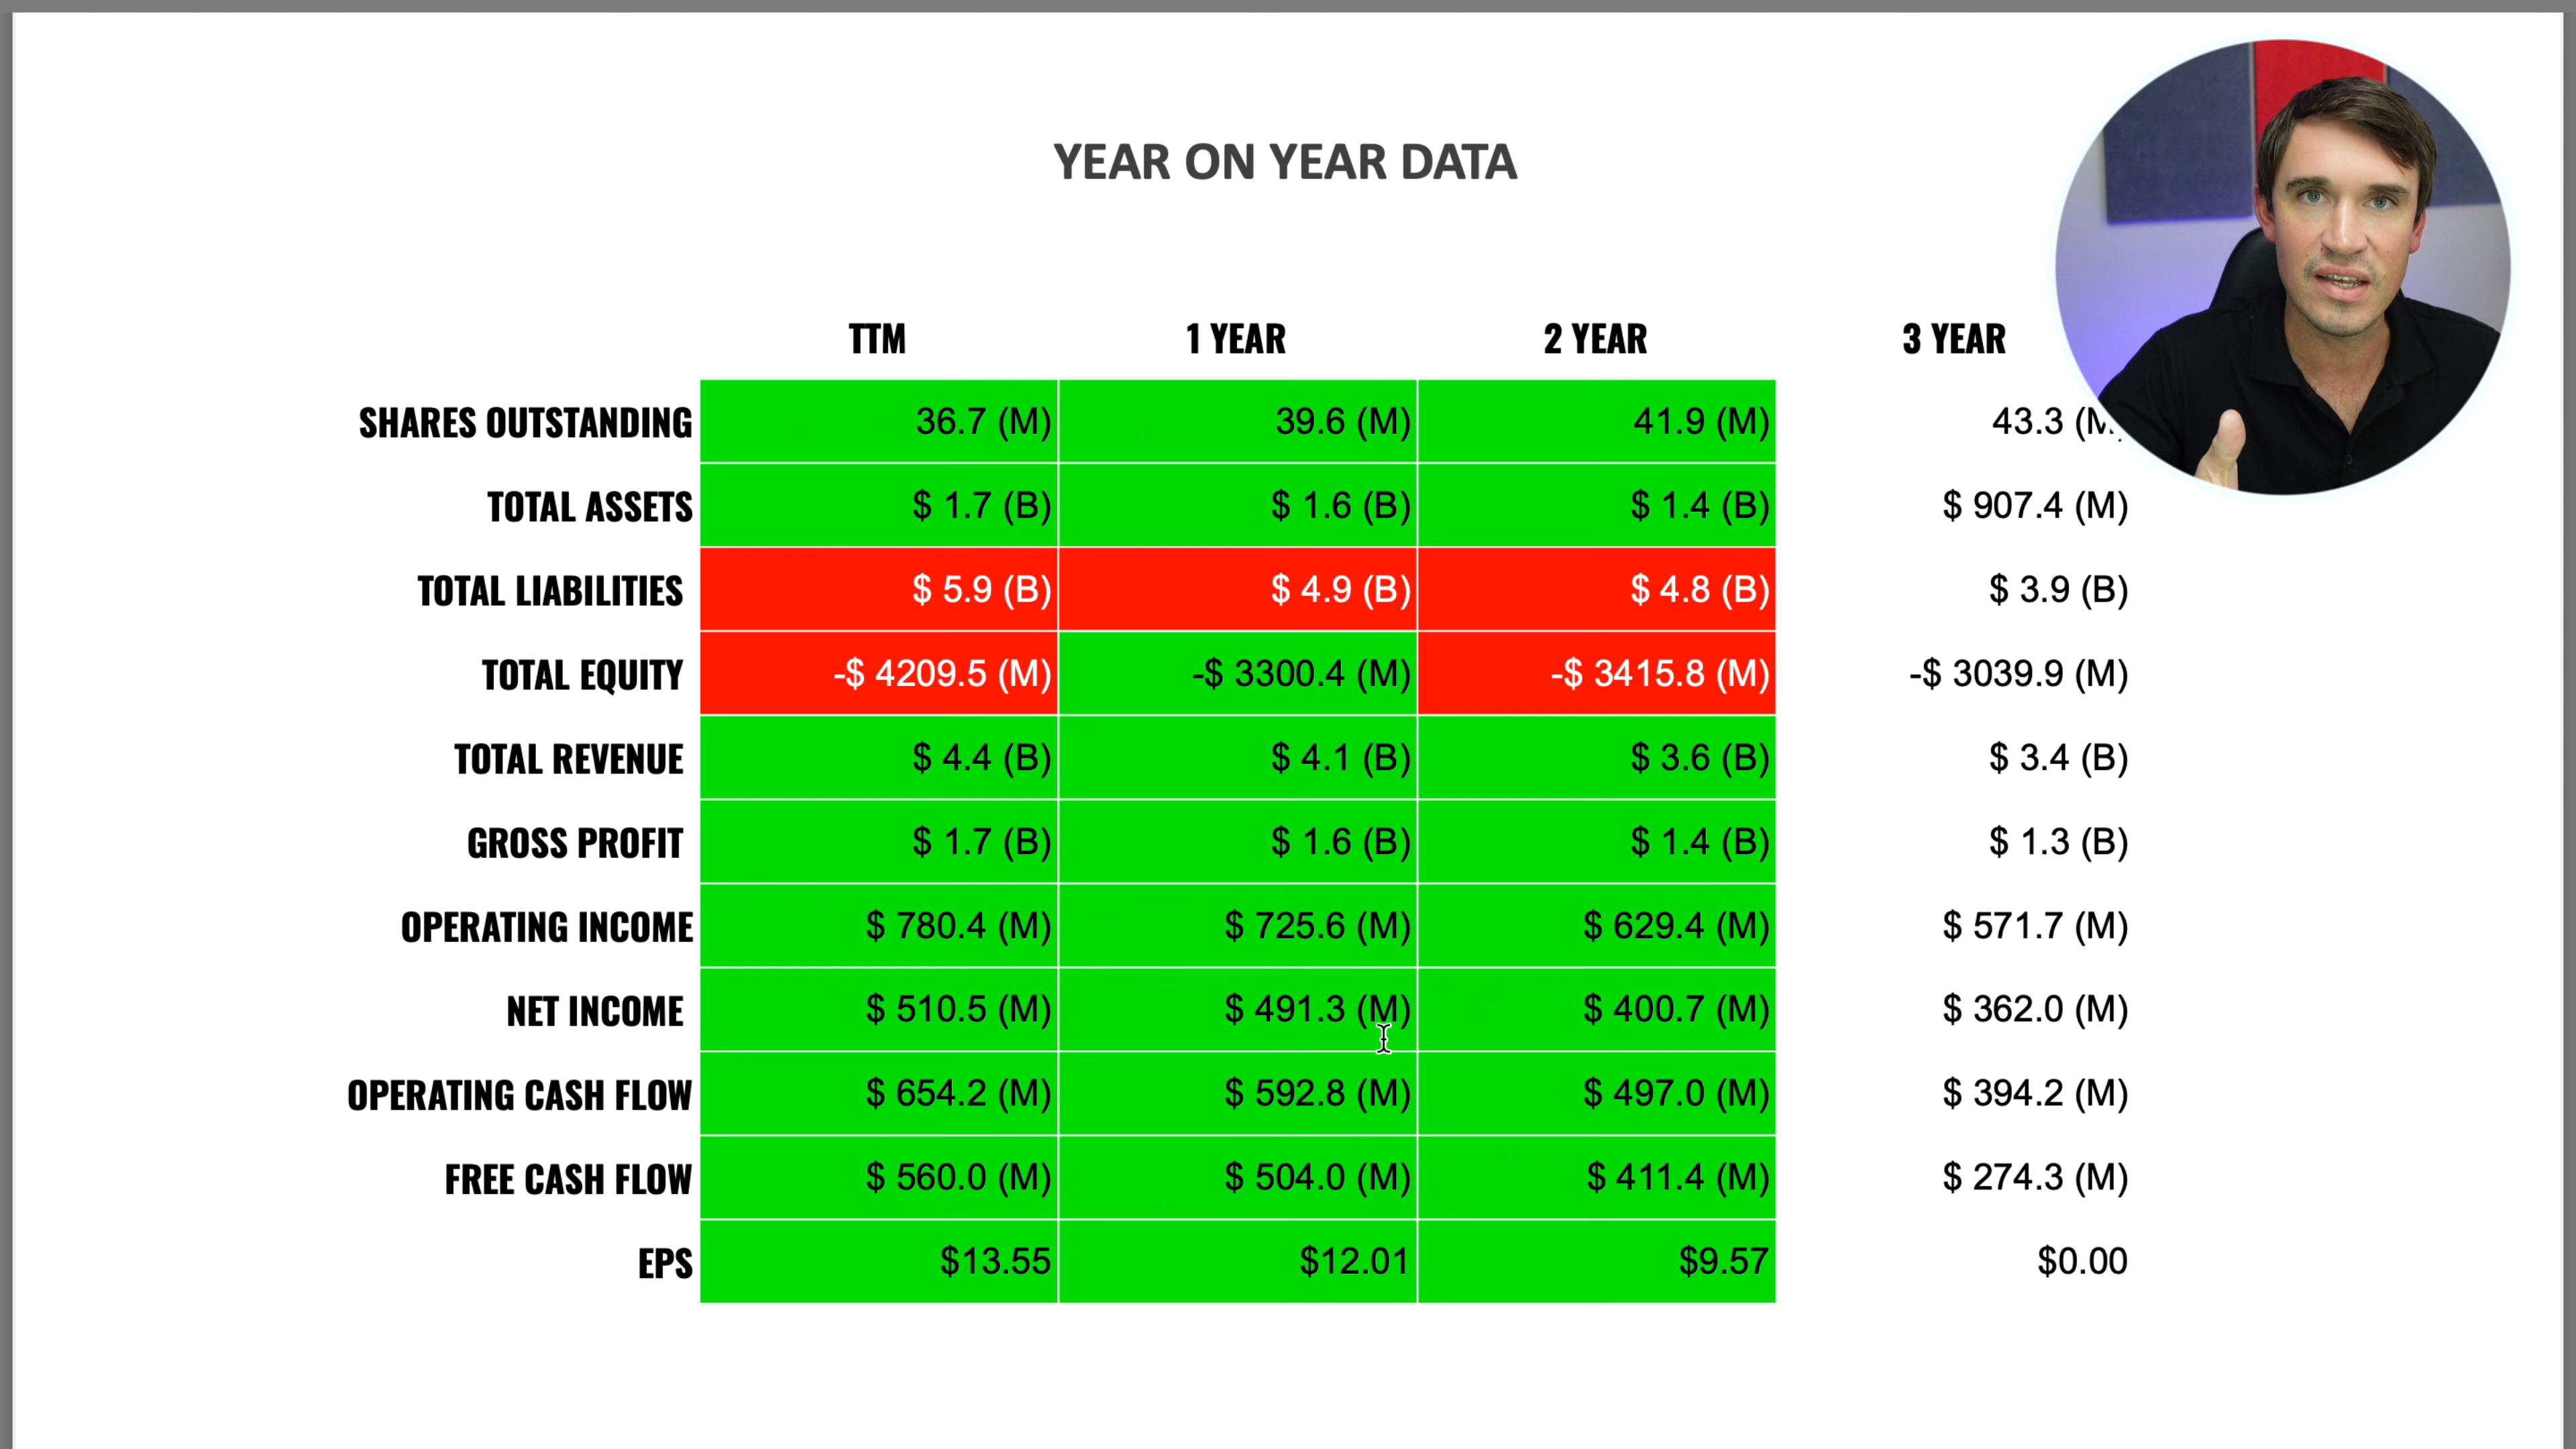 YEAR ON YEAR DATA
TTM 1 YEAR 2 YEAR 3 YEAR
SHARES OUTSTANDING 36.7 (M) 39.6 (M) 41.9 (M) 43.3 (M
TOTAL ASSETS $ 1.7 (B) $ 1.6 (B) $ 1.4 (B) $ 907.4 (M)
TOTAL LIABILITIES $ 5.9 (B) $ 4.9 (B) $ 4.8 (B) $ 3.9 (B)
TOTAL EQUITY -$ 4209.5 (M) -$ 3300.4 (M) -$ 3415.8 (M) -$ 3039.9 (M)
TOTAL REVENUE $ 4.4 (B) $ 4.1 (B) $ 3.6 (B) $ 3.4 (B)
GROSS PROFIT $ 1.7 (B) $ 1.6 (B) $ 1.4 (B) $ 1.3 (B)
OPERATING INCOME $ 780.4 (M) $ 725.6 (M) $ 629.4 (M) $ 571.7 (M)
NET INCOME $ 510.5 (M) $ 491.3 (M) $ 400.7 (M) $ 362.0 (M)
OPERATING CASH FLOW $ 654.2 (M) $ 592.8 (M) $ 497.0 (M) $ 394.2 (M)
FREE CASH FLOW $ 560.0 (M) $ 504.0 (M) $ 411.4 (M) $ 274.3 (M)
EPS $13.55 $12.01 $9.57 $0.00